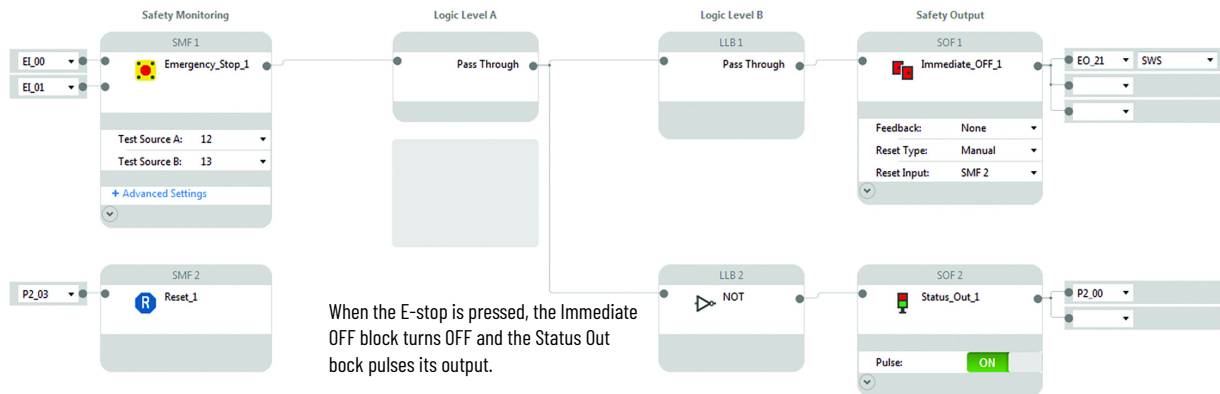 Safety Monitoring
Logic Level A
Logic Level B
Safety Output
SMF 1
EI_00
EI_01
Emergency_Stop_1
Test Source A: 12
Test Source B: 13
+ Advanced Settings
Pass Through
LLB 1
Pass Through
SOF 1
Immediate_OFF_1
Feedback: None
Reset Type: Manual
Reset Input: SMF 2
EO_21 SWS
SMF 2
P2_03
R
Reset_1
When the E-stop is pressed, the Immediate
OFF block turns OFF and the Status Out
bock pulses its output.
LLB 2
NOT
SOF 2
Status_Out_1
Pulse: ON
P2_00